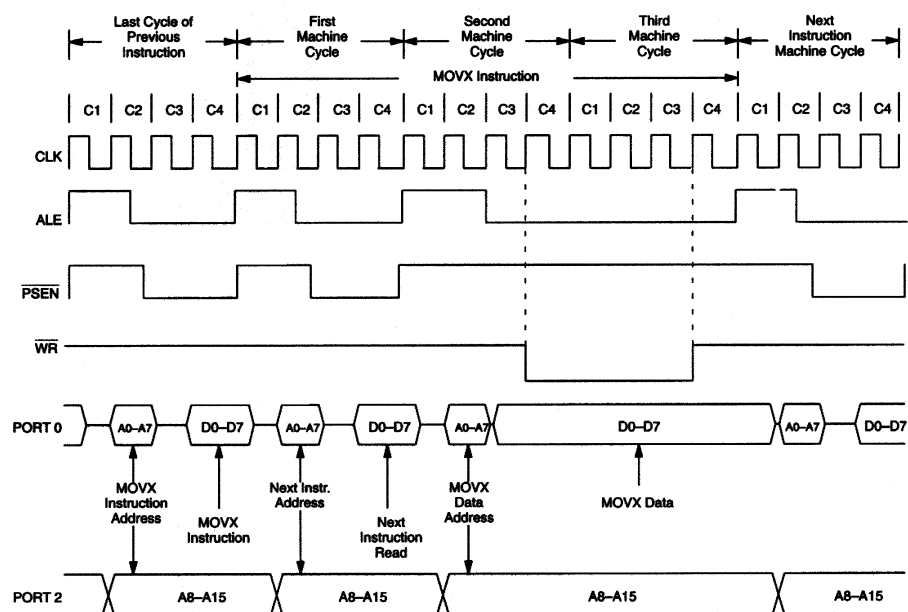 Last Cycle of Previous Instruction
First Machine Cycle
Second Machine Cycle
Third Machine Cycle
Next Instruction Machine Cycle
MOVX Instruction
C1 C2 C3 C4 C1 C2 C3 C4 C1 C2 C3 C4 C1 C2 C3 C4 C1 C2 C3 C4
CLK
ALE
PSEN
WR
PORT 0 A0–A7 D0–D7 A0–A7 D0–D7 A0–A7 D0–D7 A0–A7 D0–D7
MOVX Instruction Address
MOVX Instruction
Next Instr. Address
Next Instruction Read
MOVX Data Address
MOVX Data
PORT 2 A8–A15 A8–A15 A8–A15 A8–A15